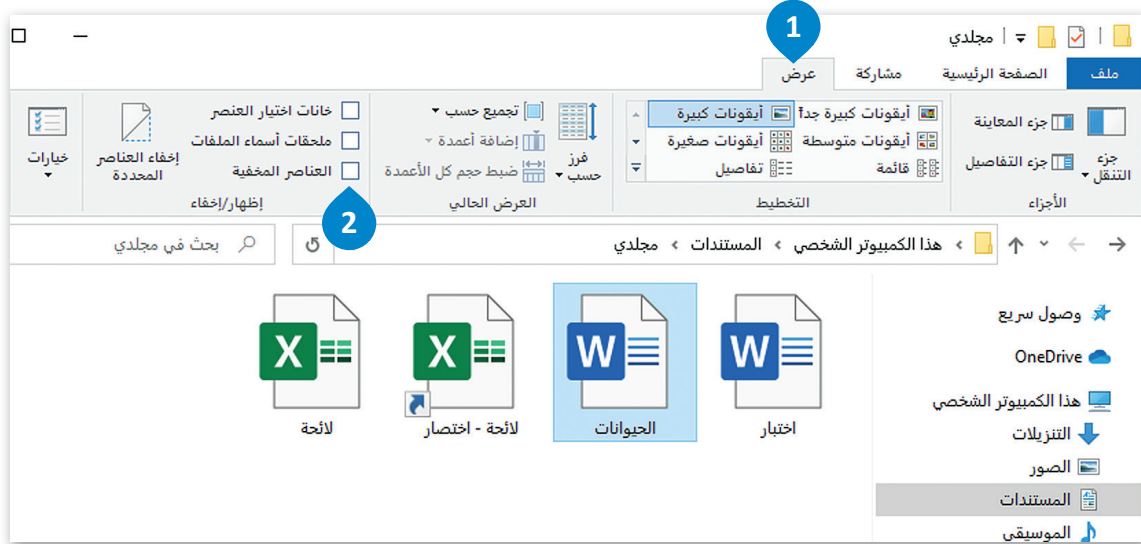 1
مجلدي
ملف
الصفحة الرئيسية
مشاركة
عرض
جزء التنقل
جزء المعاينة
جزء التفاصيل
الأجزاء
أيقونات كبيرة جداً
أيقونات كبيرة
أيقونات متوسطة
أيقونات صغيرة
قائمة
تفاصيل
التخطيط
فرز
حسب
تجميع حسب
إضافة أعمدة
ضبط حجم كل الأعمدة
العرض الحالي
خانات اختيار العنصر
ملحقات أسماء الملفات
العناصر المخفية
إخفاء العناصر
المحددة
إظهار/إخفاء
خيارات
2
هذا الكمبيوتر الشخصي › المستندات › مجلدي
بحث في مجلدي
وصول سريع
OneDrive
هذا الكمبيوتر الشخصي
التنزيلات
الصور
المستندات
الموسيقى
W
اختبار
W
الحيوانات
X
لائحة - اختصار
X
لائحة